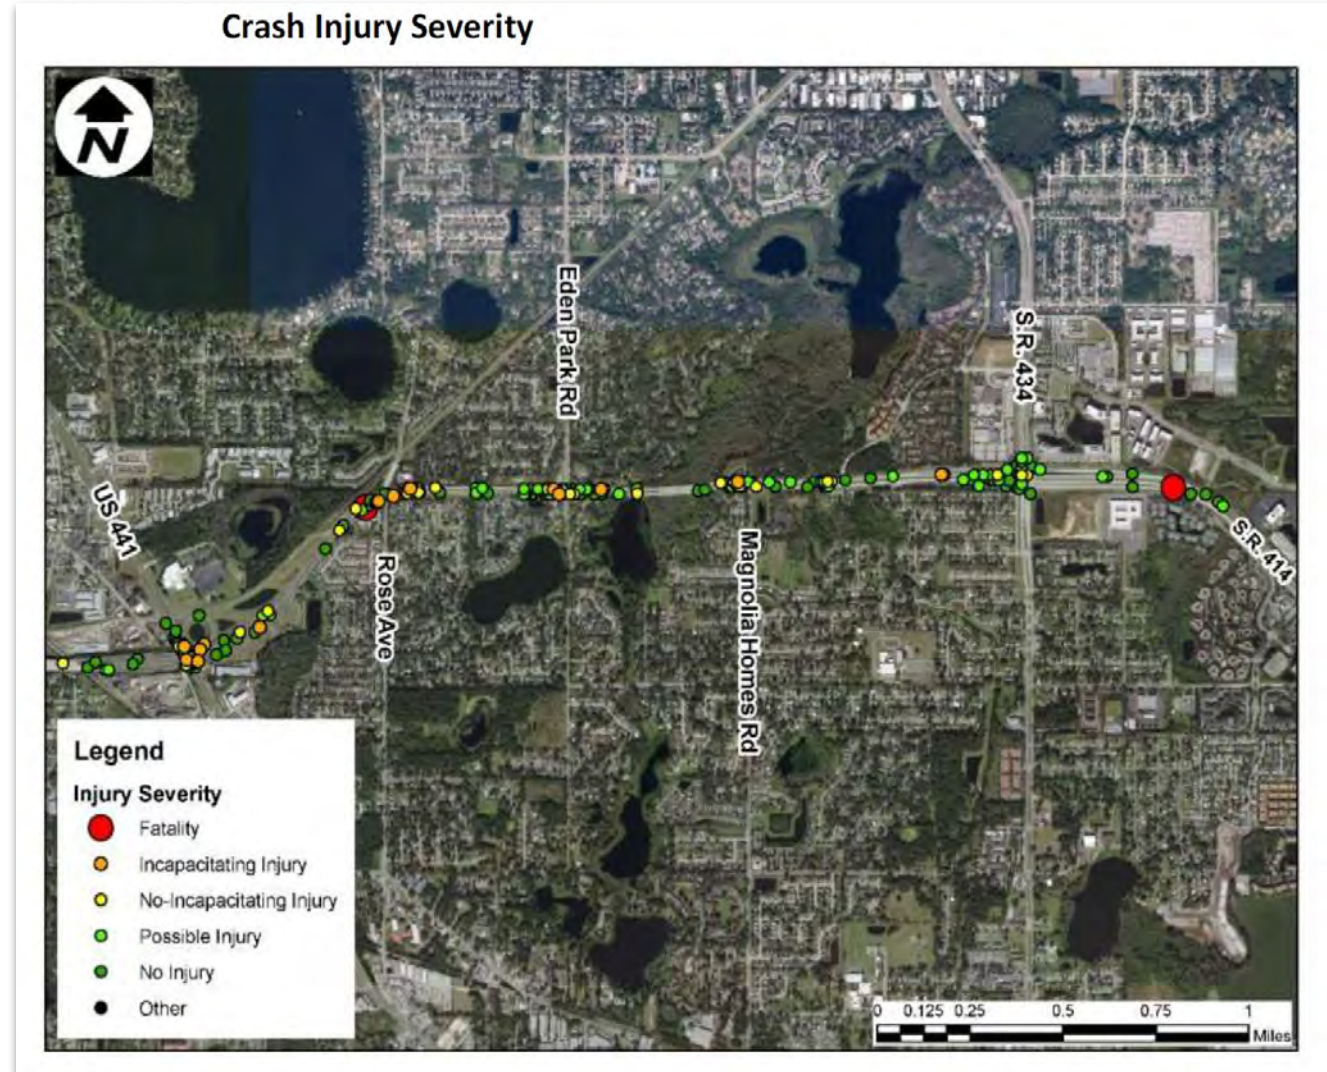 Crash Injury Severity
N
Eden Park Rd
S.R. 434
US 441
Rose Ave
Magnolia Homes Rd
S.R. 414
Legend
Injury Severity
Fatality
Incapacitating Injury
No-Incapacitating Injury
Possible Injury
No Injury
Other
0 0.125 0.25 0.5 0.75 1
Miles